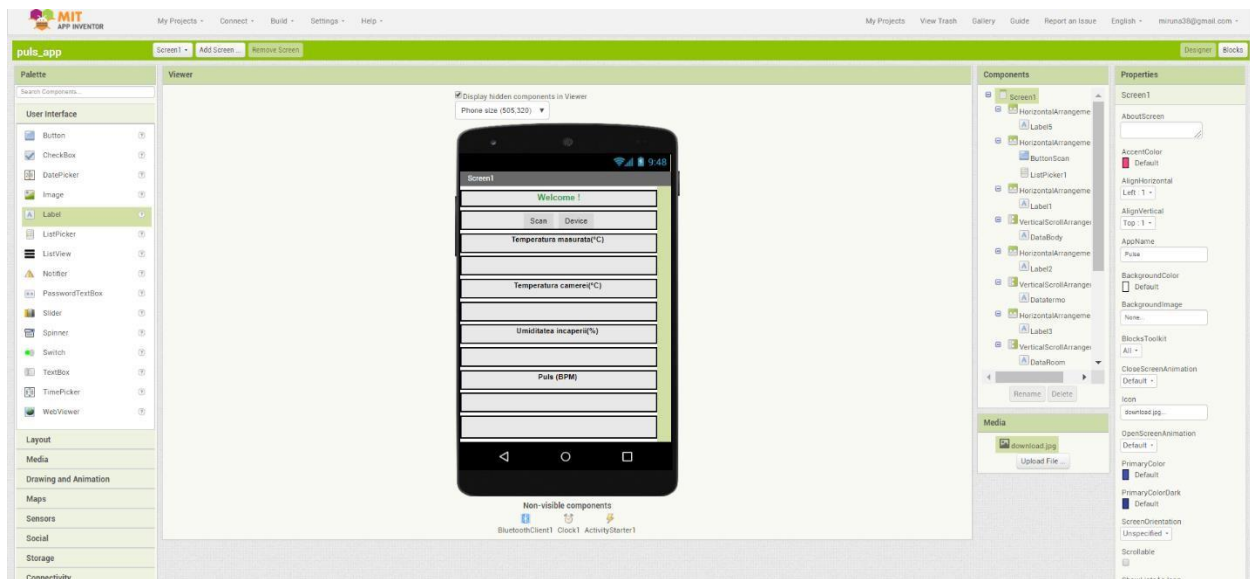 MIT
APP INVENTOR
My Projects
Connect
Build
Settings
Help
My Projects
View Trash
Gallery
Guide
Report an Issue
English
miruna38@gmail.com
puls_app
Screen1
Add Screen ...
Remove Screen
Designer
Blocks
Palette
Search Components...
User Interface
Button
CheckBox
DatePicker
Image
Label
ListPicker
ListView
Notifier
PasswordTextBox
Slider
Spinner
Switch
TextBox
TimePicker
WebViewer
Layout
Media
Drawing and Animation
Maps
Sensors
Social
Storage
Connectivity
Viewer
Display hidden components in Viewer
Phone size (505,320)
9:48
Screen1
Welcome !
Scan
Device
Temperatura masurata(°C)
Temperatura camerei(°C)
Umiditatea incaperii(%)
Puls (BPM)
Non-visible components
BluetoothClient1
Clock1
ActivityStarter1
Components
Screen1
HorizontalArrangeme
Label5
HorizontalArrangeme
ButtonScan
ListPicker1
HorizontalArrangeme
Label1
VerticalScrollArranger
DataBody
HorizontalArrangeme
Label2
VerticalScrollArranger
Datatermo
HorizontalArrangeme
Label3
VerticalScrollArranger
DataRoom
Rename
Delete
Media
download.jpg
Upload File ...
Properties
Screen1
AboutScreen
AccentColor
Default
AlignHorizontal
Left : 1
AlignVertical
Top : 1
AppName
BackgroundColor
Default
BackgroundImage
None...
BlocksToolkit
All
CloseScreenAnimation
Default
Icon
download.jpg...
OpenScreenAnimation
Default
PrimaryColor
Default
PrimaryColorDark
Default
ScreenOrientation
Unspecified
Scrollable